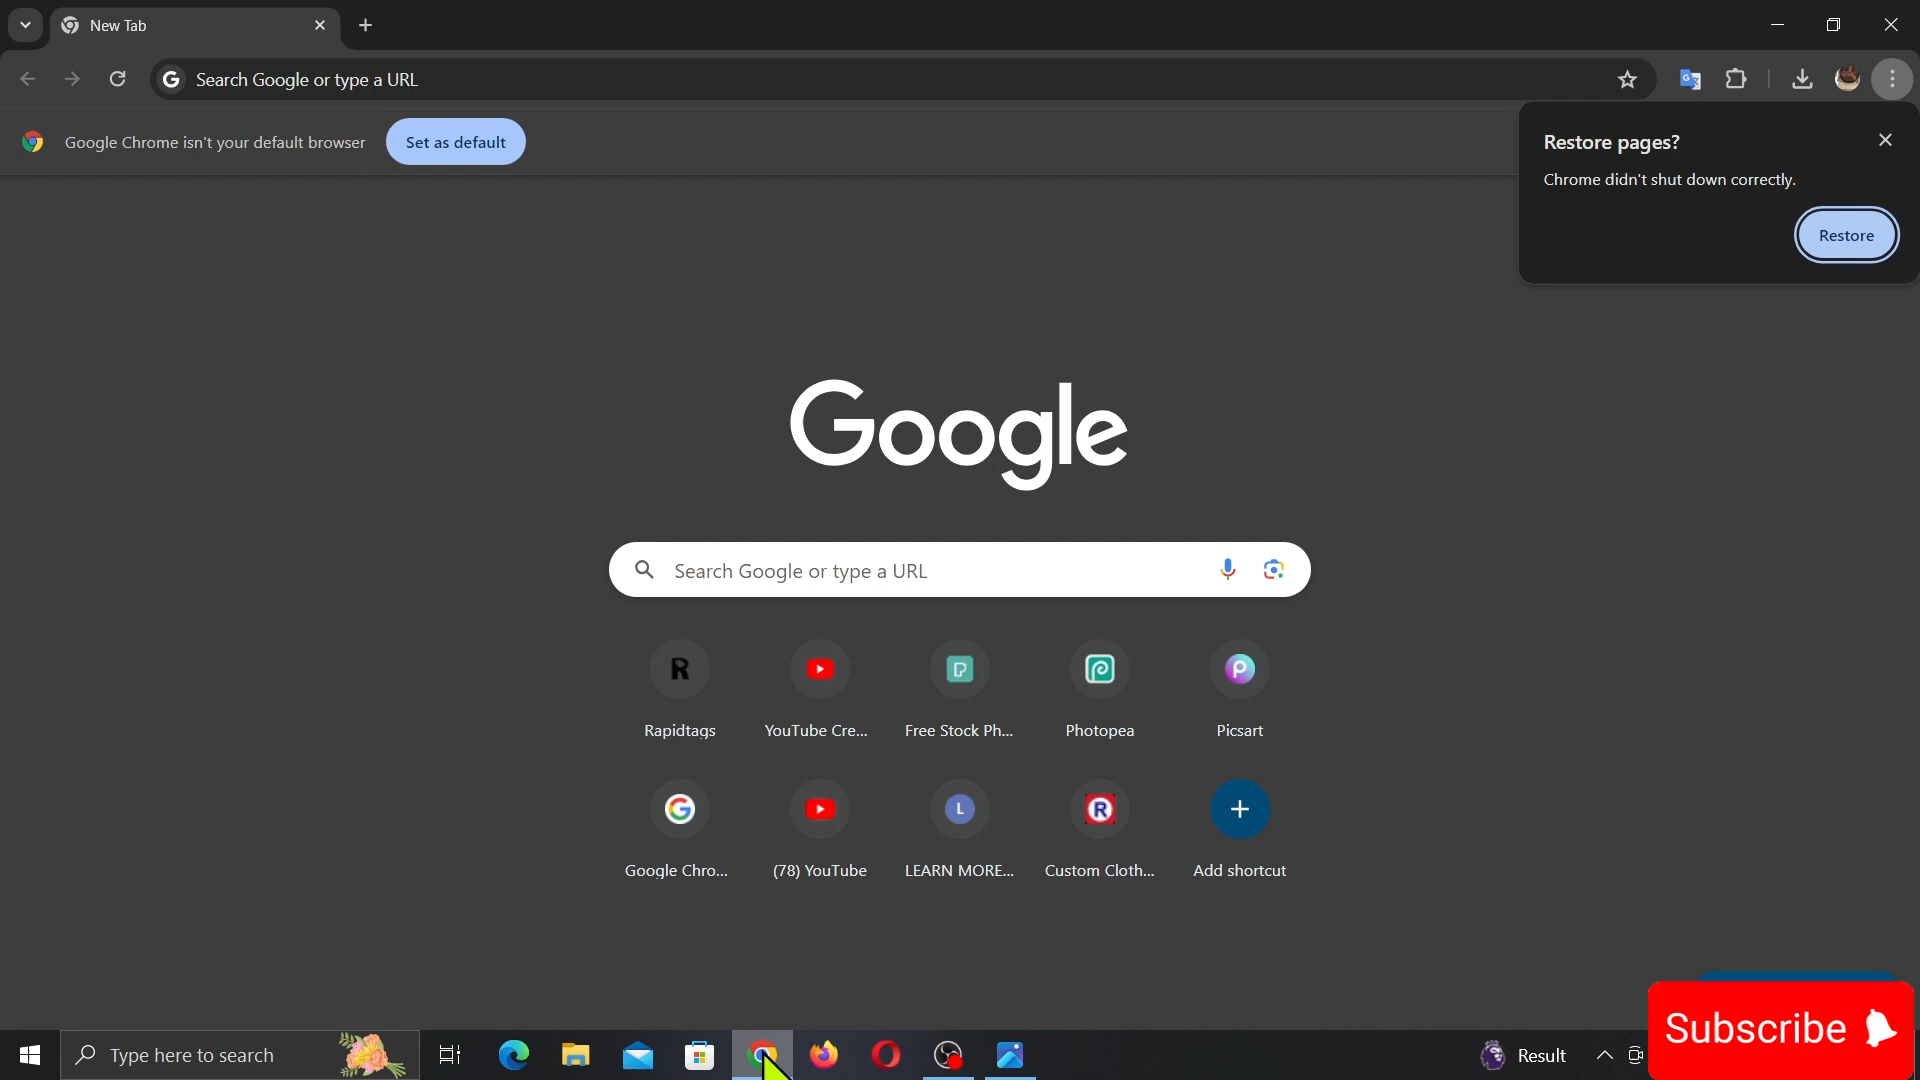 New Tab
Search Google or type a URL
Google Chrome isn't your default browser
Set as default
Restore pages?
Chrome didn't shut down correctly.
Restore
Google
Search Google or type a URL
Rapidtags
YouTube Cre...
Free Stock Ph...
Photopea
Picsart
Google Chro...
(78) YouTube
LEARN MORE...
Custom Cloth...
Add shortcut
Type here to search
Result
Subscribe